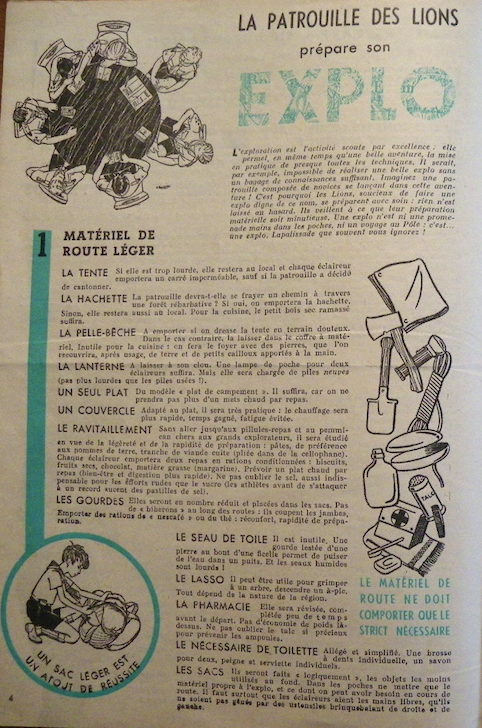 LA PATROUILLE DES LIONS
prépare son
EXPLO
L'exploration est l'activité scoute par excellence : elle
permet, en même temps qu'une belle aventure, la mise
en pratique de presque toutes les techniques. Il serait,
par exemple, impossible de réaliser une belle explo sans
un bagage de connaissances suffisant. Imaginez une pa-
trouille composée de novices se lançant dans cette aven-
ture ! C'est pourquoi les Lions, soucieux de faire une
explo digne de ce nom, se préparent avec soin : rien n'est
laissé au hasard. Ils veillent à ce que leur préparation
matérielle soit minutieuse. Une explo n'est ni une prome-
nade mains dans les poches, ni un voyage au Pôle : c'est...
une explo. Lapalissade que souvent vous ignorez !
1 MATÉRIEL DE
ROUTE LÉGER
LA TENTE Si elle est trop lourde, elle restera au local et chaque éclaireur
emportera un carré imperméable, sauf si la patrouille a décidé
de cantonner.
LA HACHETTE La patrouille devra-t-elle se frayer un chemin à travers
une forêt rébarbative ? Si oui, on emportera la hachette,
Sinon, elle restera aussi au local. Pour la cuisine, le petit bois sec ramassé
suffira.
LA PELLE-BÊCHE A emporter si on dresse la tente en terrain douteux.
Dans le cas contraire, la laisser dans le coffre à maté-
riel. Inutile pour la cuisine : on fera le foyer avec des pierres, que l'on
recouvrira, après usage, de terre et de petits cailloux apportés à la main.
LA LANTERNE A laisser à son clou. Une lampe de poche pour deux
éclaireurs suffira. Mais elle sera chargée de piles neuves
(pas plus lourdes que les piles usées !).
UN SEUL PLAT Du modèle « plat de campement ». Il suffira, car on ne
prendra pas plus d'un mets chaud par repas.
UN COUVERCLE Adapté au plat, il sera très pratique : le chauffage sera
plus rapide, temps gagné, fatigue évitée.
LE RAVITAILLEMENT Sans aller jusqu'aux pillules-repas et au pemmi-
can chers aux grands explorateurs, il sera étudié
en vue de la légèreté et de la rapidité de préparation : pâtes, de préférence
aux pommes de terre, tranche de viande cuite (pliée dans de la cellophane).
Chaque éclaireur emportera deux repas en rations conditionnées : biscuits,
fruits secs, chocolat, matière grasse (margarine). Prévoir un plat chaud par
repas (bien-être et digestion plus rapide). Ne pas oublier le sel, aussi indis-
pensable pour les efforts rudes que le sucre (les athlètes avant de s'attaquer
à un record sucent des pastilles de sel).
LES GOURDES Elles seront en nombre réduit et placées dans les sacs. Pas
de « biberons » au long des routes : ils coupent les jambes.
Emporter des rations de « nescafé » ou du thé : réconfort, rapidité de prépa-
ration.
LE SEAU DE TOILE Il est inutile. Une
gourde lestée d'une
pierre au bout d'une ficelle permet de puiser
de l'eau dans un puits. Et les seaux humides
sont lourds !
LE LASSO Il peut être utile pour grimper
à un arbre, descendre un à-pic.
Tout dépend de la nature de la région.
LA PHARMACIE Elle sera révisée, com-
plétée peu de temps
avant le départ. Pas d'économie de poids là-
dessus. Ne pas oublier le talc si précieux
pour prévenir les ampoules.
LE NÉCESSAIRE DE TOILETTE Allégé et simplifié. Une brosse
à dents individuelle, un savon
pour deux, peigne et serviette individuels.
LES SACS Ils seront faits « logiquement », les objets les moins
utilisés au fond. Dans les poches ne mettre que le
matériel propre à l'explo, et ce dont on peut avoir besoin en cours de
route. Il faut surtout que les éclaireurs aient les mains libres, qu'ils
ne soient pas gênés par des ustensiles brinquebalant de droite et de
gauche.
TALC
LE MATÉRIEL DE
ROUTE NE DOIT
COMPORTER QUE LE
STRICT NÉCESSAIRE
UN SAC LÉGER EST
UN ATOUT DE RÉUSSITE
4